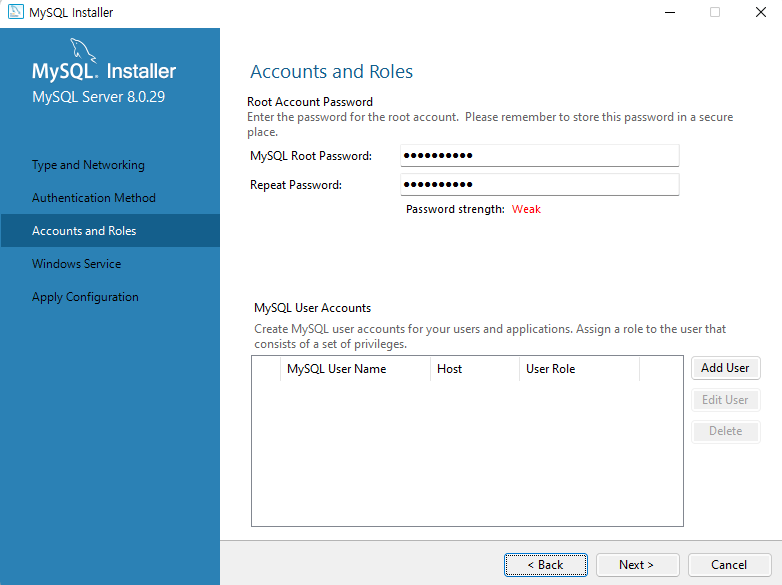 MySQL Installer
MySQL. Installer
MySQL Server 8.0.29
Type and Networking
Authentication Method
Accounts and Roles
Windows Service
Apply Configuration
Accounts and Roles
Root Account Password
Enter the password for the root account.  Please remember to store this password in a secure
place.
MySQL Root Password: ●●●●●●●●●●
Repeat Password: ●●●●●●●●●●
Password strength: Weak
MySQL User Accounts
Create MySQL user accounts for your users and applications. Assign a role to the user that
consists of a set of privileges.
MySQL User Name Host User Role
Add User
Edit User
Delete
< Back Next > Cancel